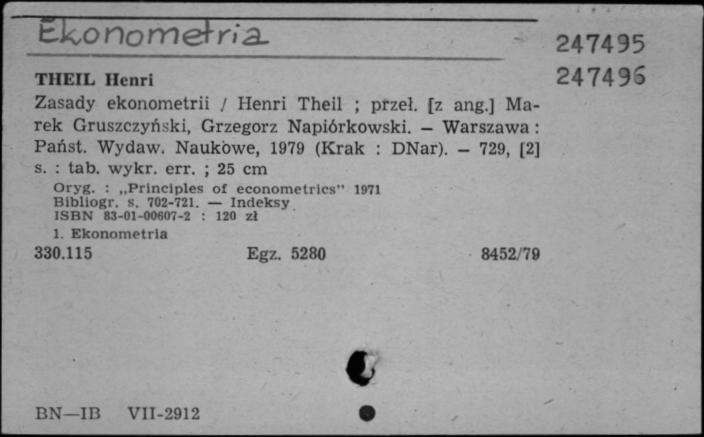 Ekonometria
247495
247496
THEIL Henri
Zasady ekonometrii / Henri Theil ; przeł. [z ang.] Ma-
rek Gruszczyński, Grzegorz Napiórkowski. — Warszawa :
Państ. Wydaw. Naukowe, 1979 (Krak : DNar). — 729, [2]
s. : tab. wykr. err. ; 25 cm
Oryg. : „Principles of econometrics" 1971
Bibliogr. s. 702-721. — Indeksy
ISBN 83-01-00607-2 : 120 zł
1. Ekonometria
330.115 Egz. 5280 8452/79
BN—IB VII-2912